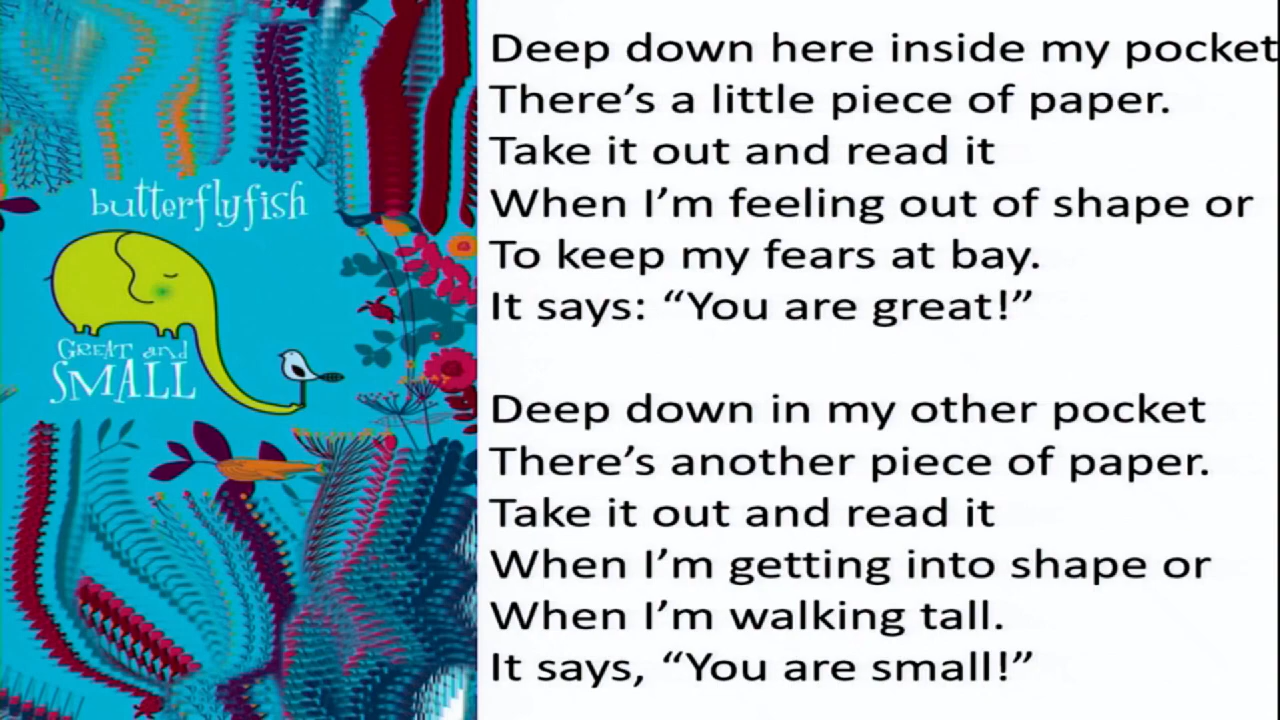 butterflyfish
GREAT and
SMALL
Deep down here inside my pocket
There’s a little piece of paper.
Take it out and read it
When I’m feeling out of shape or
To keep my fears at bay.
It says: “You are great!”
Deep down in my other pocket
There’s another piece of paper.
Take it out and read it
When I’m getting into shape or
When I’m walking tall.
It says, “You are small!”